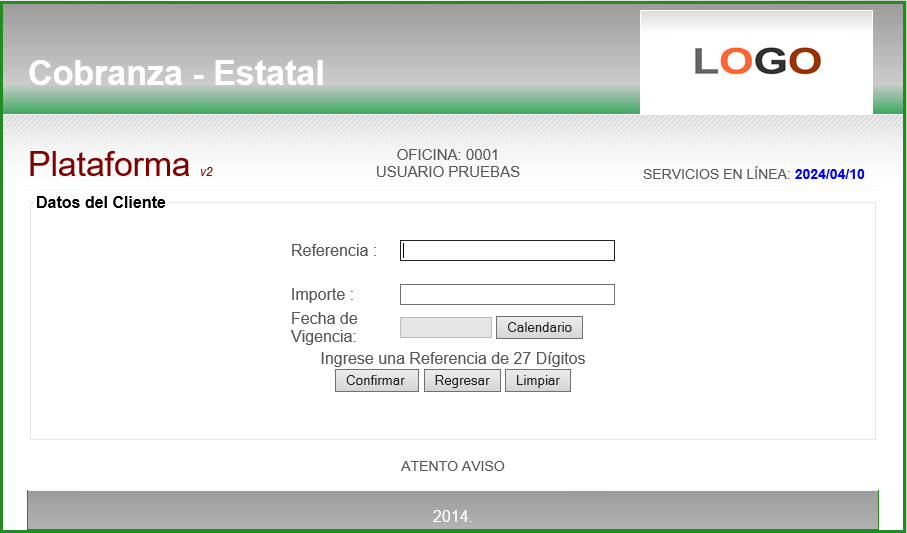 Cobranza - Estatal
LOGO
Plataforma v2
OFICINA: 0001
USUARIO PRUEBAS
SERVICIOS EN LÍNEA: 2024/04/10
Datos del Cliente
Referencia :
Importe :
Fecha de
Vigencia:
Calendario
Ingrese una Referencia de 27 Dígitos
Confirmar Regresar Limpiar
ATENTO AVISO
2014.